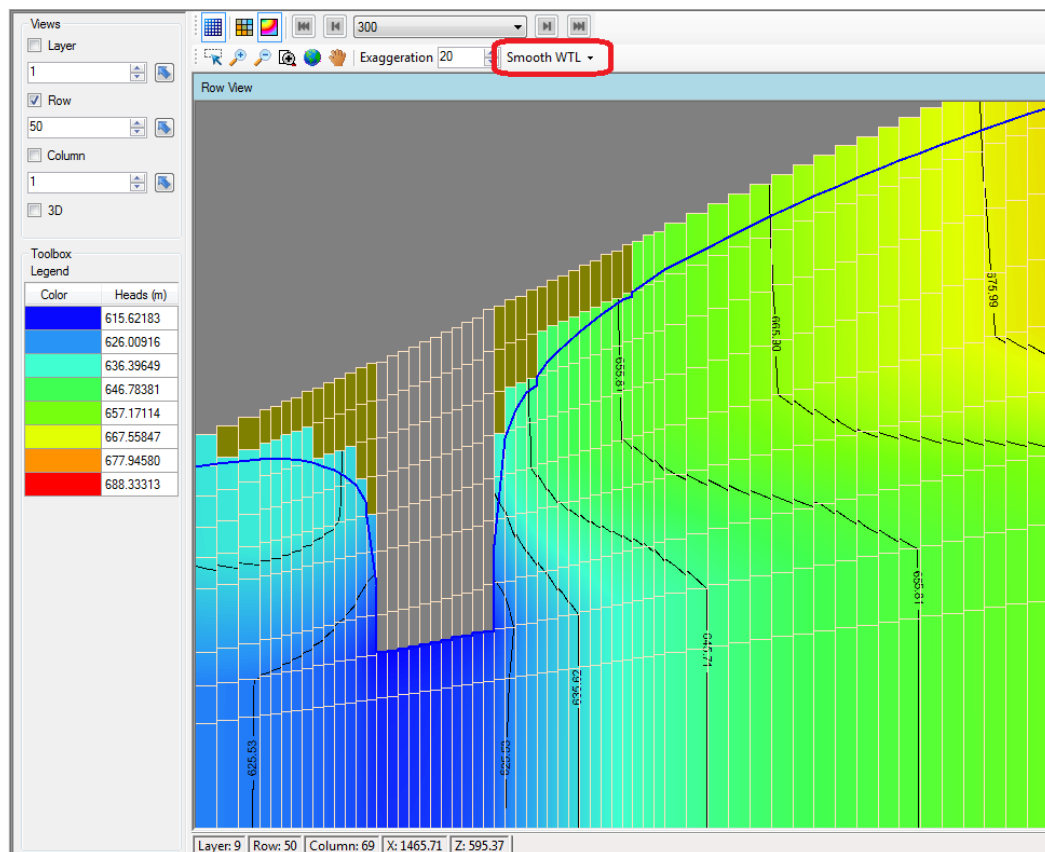 Views
Layer
1
Row
50
Column
1
3D
Toolbox
Legend
Color Heads (m)
615.62183
626.00916
636.39649
646.78381
657.17114
667.55847
677.94580
688.33313
300
Exaggeration 20 Smooth WTL
Row View
675.99
665.90
655.81
655.81
645.71
635.62
625.53
625.53
Layer: 9 Row: 50 Column: 69 X: 1465.71 Z: 595.37